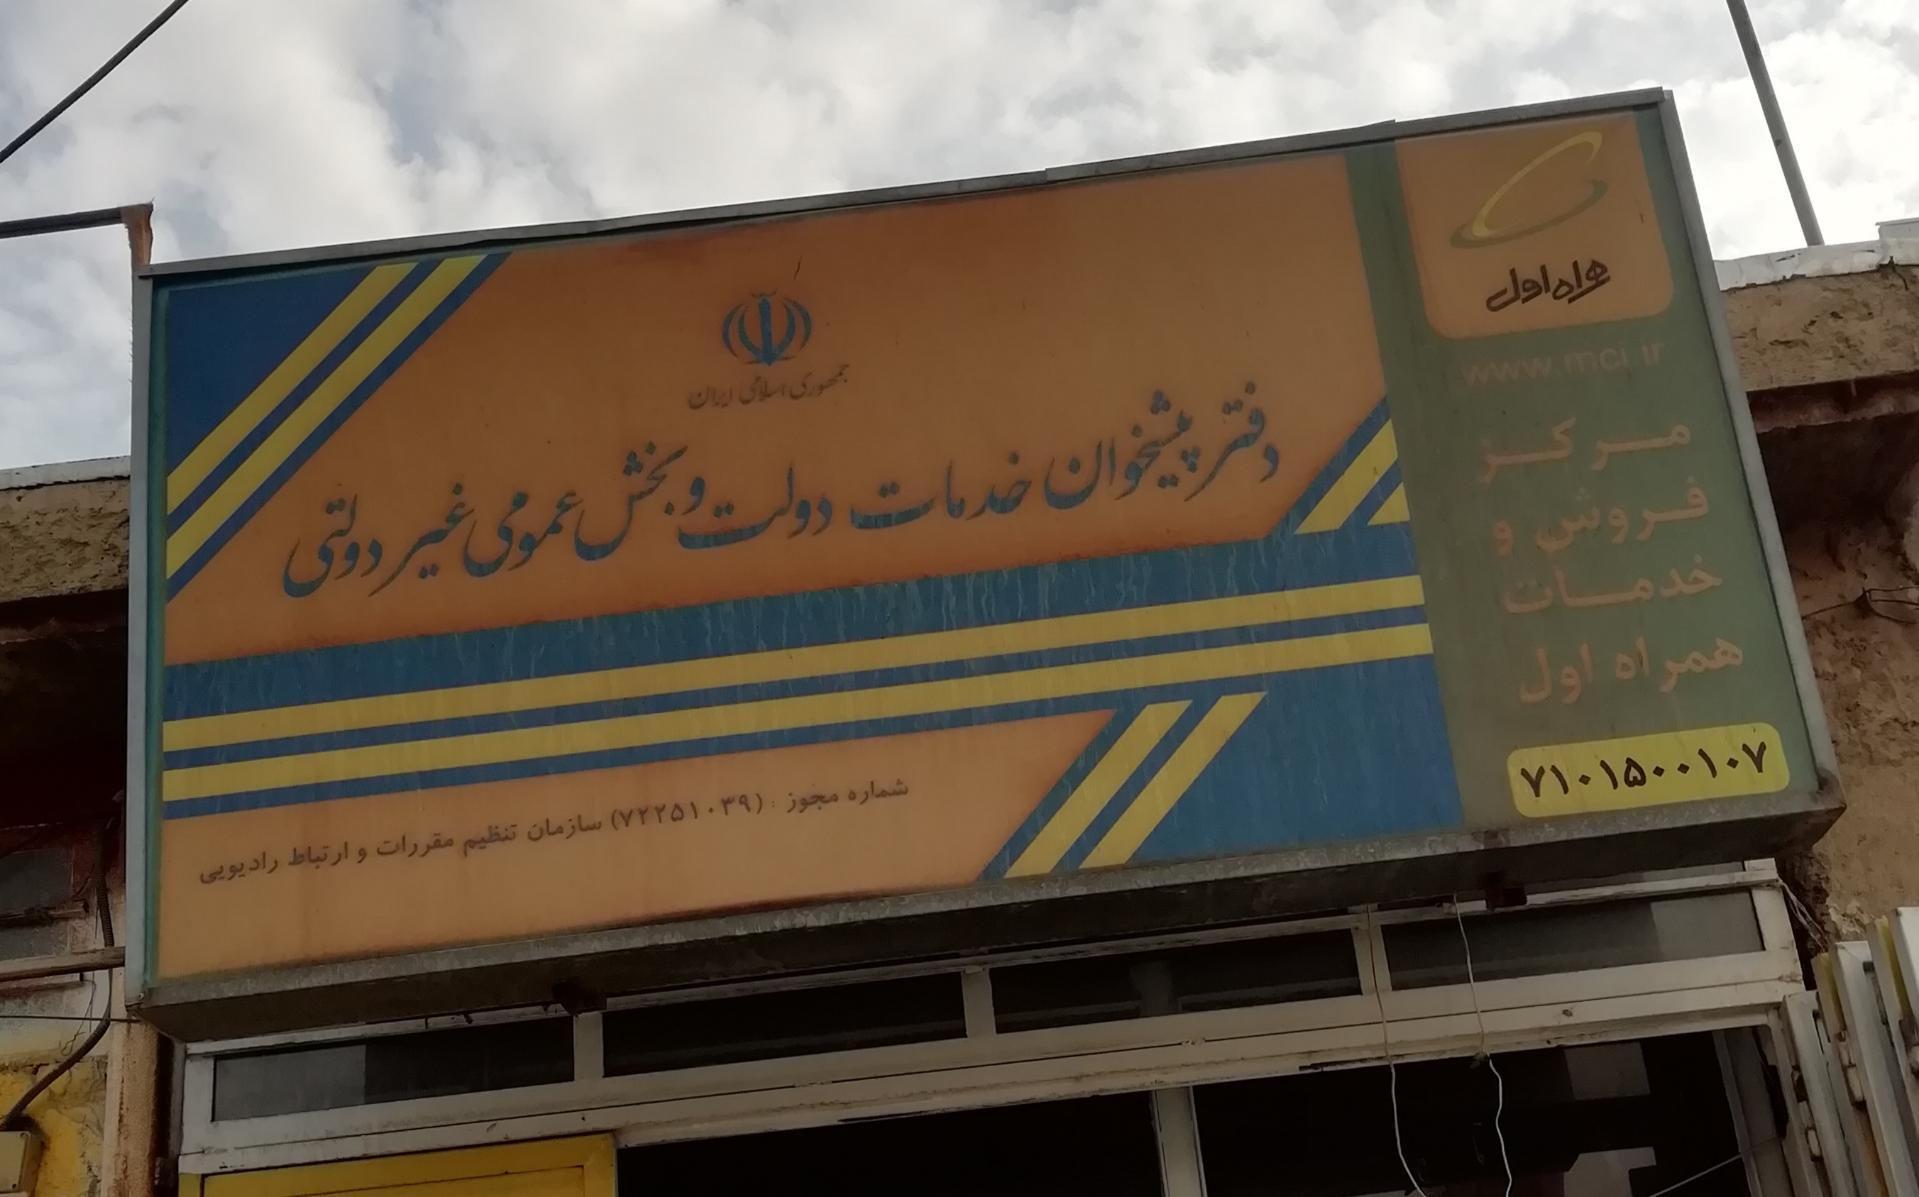 جمهوری اسلامی ایران
دفتر پیشخوان خدمات دولت و بخش عمومی غیر دولتی
شماره مجوز : (۷۲۲۵۱۰۳۹) سازمان تنظیم مقررات و ارتباط رادیویی
همراه اول
www.mci.ir
مرکز
فروش و
خدمات
همراه اول
۷۱۰۱۵۰۰۱۰۷